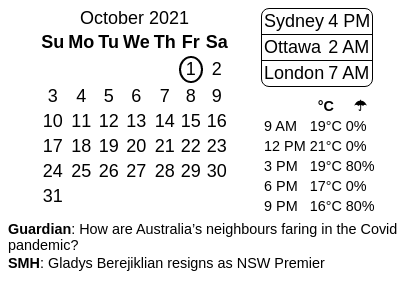 October 2021
Su Mo Tu We Th Fr Sa
1 2
3 4 5 6 7 8 9
10 11 12 13 14 15 16
17 18 19 20 21 22 23
24 25 26 27 28 29 30
31
Sydney 4 PM
Ottawa 2 AM
London 7 AM
°C ☂
9 AM 19°C 0%
12 PM 21°C 0%
3 PM 19°C 80%
6 PM 17°C 0%
9 PM 16°C 80%
Guardian: How are Australia’s neighbours faring in the Covid
pandemic?
SMH: Gladys Berejiklian resigns as NSW Premier